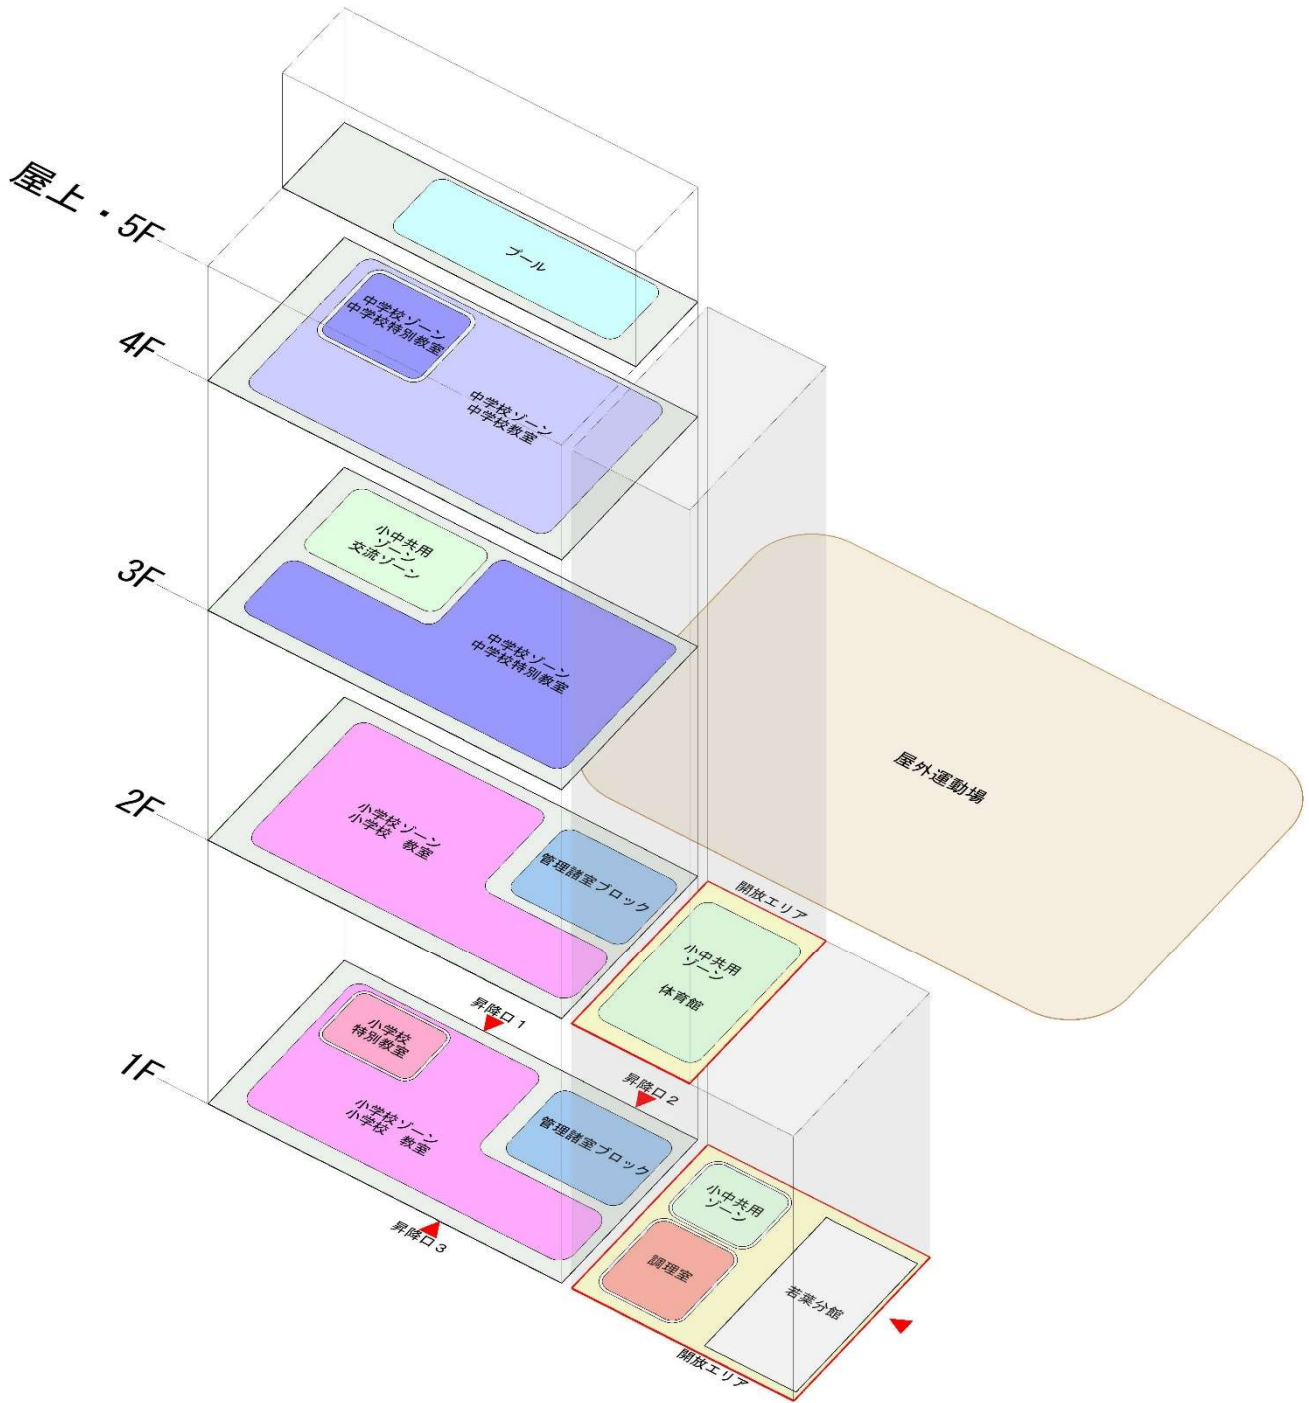 屋上・5F
プール
4F
中学校ゾーン
中学校特別教室
中学校ゾーン
中学校教室
3F
小中共用
ゾーン
交流ゾーン
中学校ゾーン
中学校特別教室
屋外運動場
2F
小学校ゾーン
小学校 教室
管理諸室ブロック
開放エリア
小中共用
ゾーン
体育館
1F
昇降口1
小学校
特別教室
小学校ゾーン
小学校 教室
昇降口2
管理諸室ブロック
昇降口3
小中共用
ゾーン
調理室
若葉分館
開放エリア